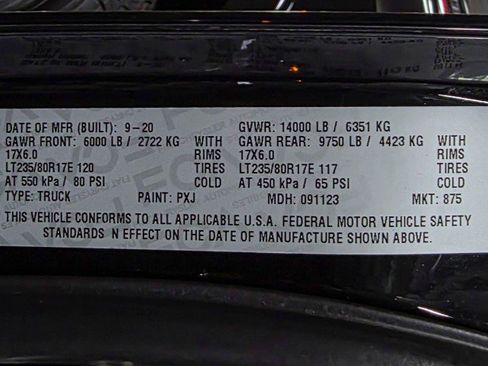 DATE OF MFR (BUILT): 9-20 GVWR: 14000 LB / 6351 KG
GAWR FRONT: 6000 LB / 2722 KG WITH GAWR REAR: 9750 LB / 4423 KG WITH
17X6.0 RIMS 17X6.0 RIMS
LT235/80R17E 120 TIRES LT235/80R17E 117 TIRES
AT 550 kPa / 80 PSI COLD AT 450 kPa / 65 PSI COLD
TYPE: TRUCK PAINT: PXJ MDH: 091123 MKT: 875
THIS VEHICLE CONFORMS TO ALL APPLICABLE U.S.A. FEDERAL MOTOR VEHICLE SAFETY
STANDARDS N EFFECT ON THE DATE OF MANUFACTURE SHOWN ABOVE.